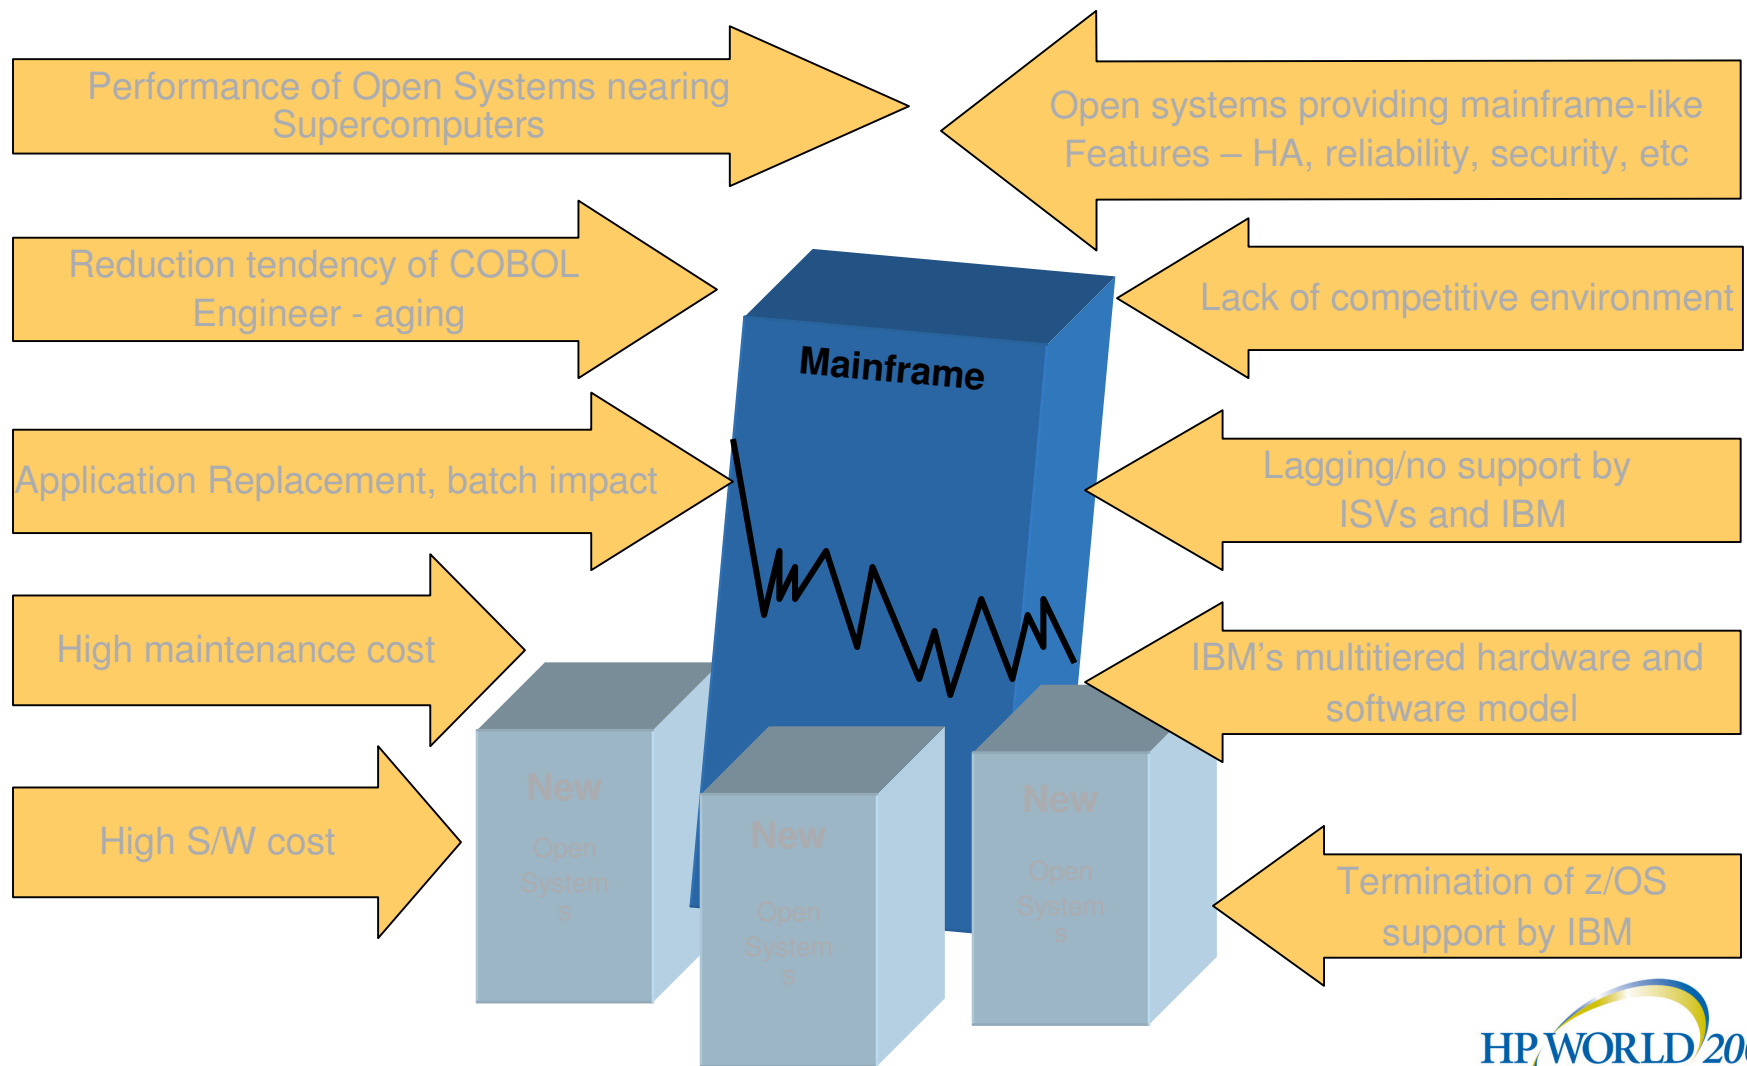 Performance of Open Systems nearing
Supercomputers
Open systems providing mainframe-like
Features – HA, reliability, security, etc
Reduction tendency of COBOL
Engineer - aging
Lack of competitive environment
Mainframe
Application Replacement, batch impact
Lagging/no support by
ISVs and IBM
High maintenance cost
IBM's multitiered hardware and
software model
High S/W cost
New
Open
System
s
New
Open
System
s
New
Open
System
s
Termination of z/OS
support by IBM
HP WORLD